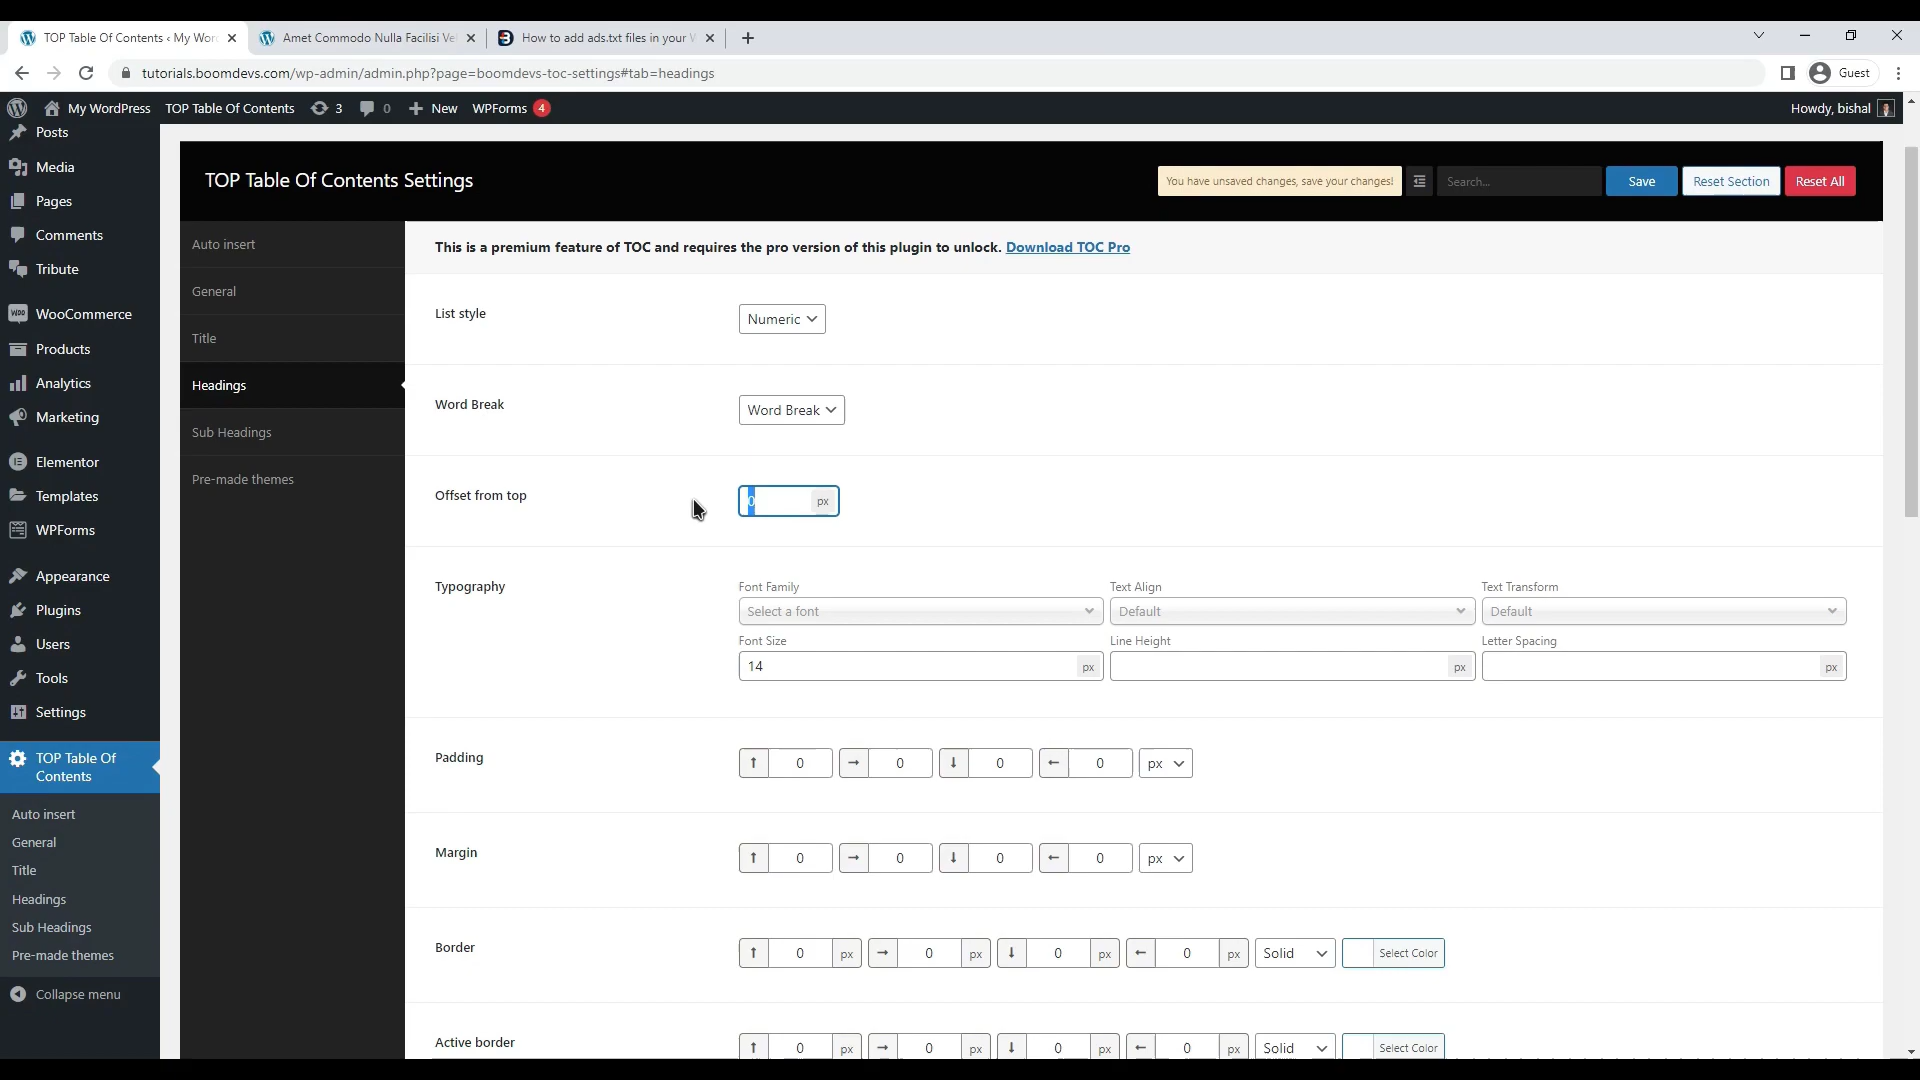 TOP Table Of Contents ‹ My Wor
Amet Commodo Nulla Facilisi Ve
How to add ads.txt files in your
tutorials.boomdevs.com/wp-admin/admin.php?page=boomdevs-toc-settings#tab=headings
Guest
My WordPress TOP Table Of Contents 3 0 New WPForms 4
Howdy, bishal
Posts
Media
Pages
Comments
Tribute
WooCommerce
Products
Analytics
Marketing
Elementor
Templates
WPForms
Appearance
Plugins
Users
Tools
Settings
TOP Table Of
Contents
Auto insert
General
Title
Headings
Sub Headings
Pre-made themes
Collapse menu
TOP Table Of Contents Settings
You have unsaved changes, save your changes!
Search...
Save
Reset Section
Reset All
Auto insert
General
Title
Headings
Sub Headings
Pre-made themes
This is a premium feature of TOC and requires the pro version of this plugin to unlock. Download TOC Pro
List style
Numeric
Word Break
Word Break
Offset from top
0 px
Typography
Font Family Text Align Text Transform
Select a font Default Default
Font Size Line Height Letter Spacing
14 px px px
Padding
↑ 0 → 0 ↓ 0 ← 0 px
Margin
↑ 0 → 0 ↓ 0 ← 0 px
Border
↑ 0 px → 0 px ↓ 0 px ← 0 px Solid Select Color
Active border
↑ 0 px → 0 px ↓ 0 px ← 0 px Solid Select Color